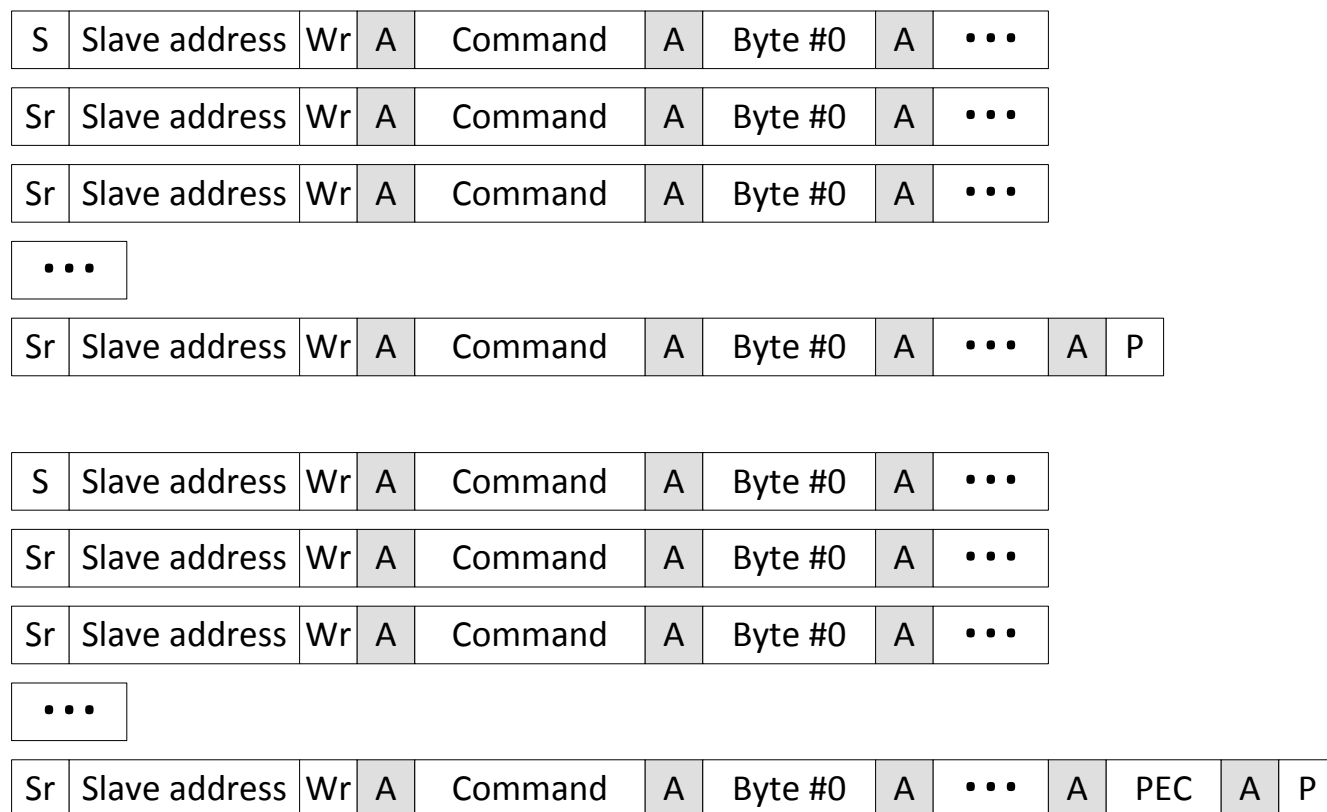 S Slave address Wr A Command A Byte #0 A •••
Sr Slave address Wr A Command A Byte #0 A •••
Sr Slave address Wr A Command A Byte #0 A •••
•••
Sr Slave address Wr A Command A Byte #0 A ••• A P
S Slave address Wr A Command A Byte #0 A •••
Sr Slave address Wr A Command A Byte #0 A •••
Sr Slave address Wr A Command A Byte #0 A •••
•••
Sr Slave address Wr A Command A Byte #0 A ••• A PEC A P